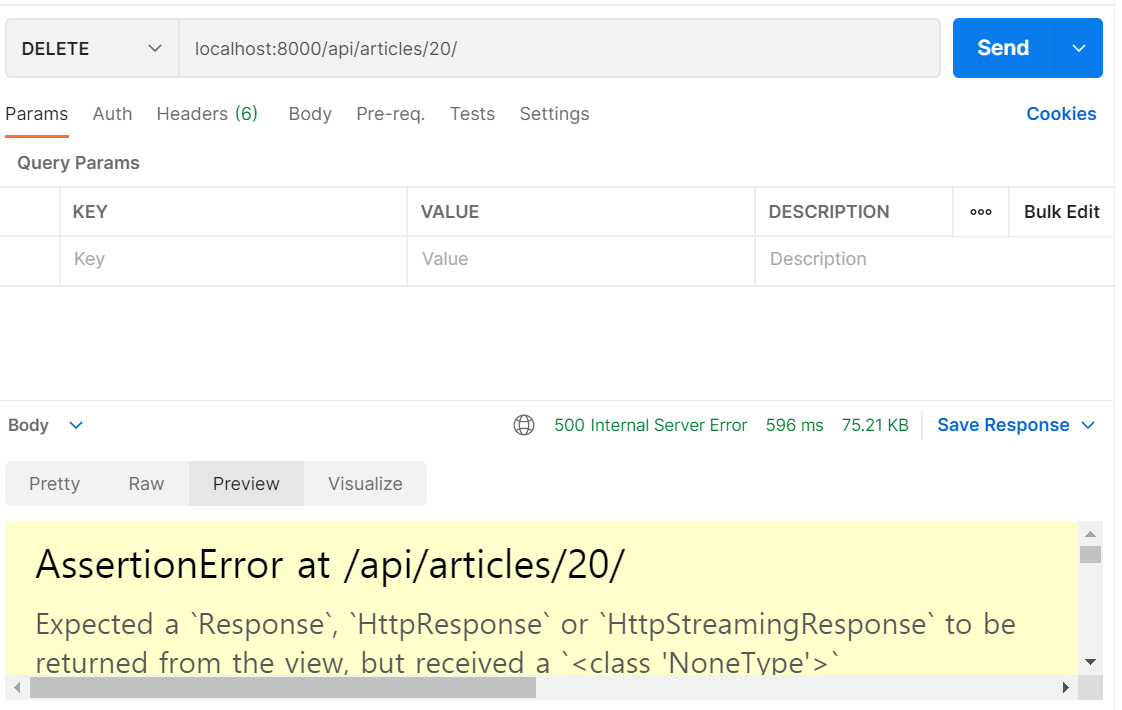 DELETE localhost:8000/api/articles/20/ Send
Params Auth Headers (6) Body Pre-req. Tests Settings Cookies
Query Params
KEY VALUE DESCRIPTION ooo Bulk Edit
Key Value Description
Body 500 Internal Server Error 596 ms 75.21 KB Save Response
Pretty Raw Preview Visualize
AssertionError at /api/articles/20/
Expected a `Response`, `HttpResponse` or `HttpStreamingResponse` to be
returned from the view, but received a `<class 'NoneType'>`